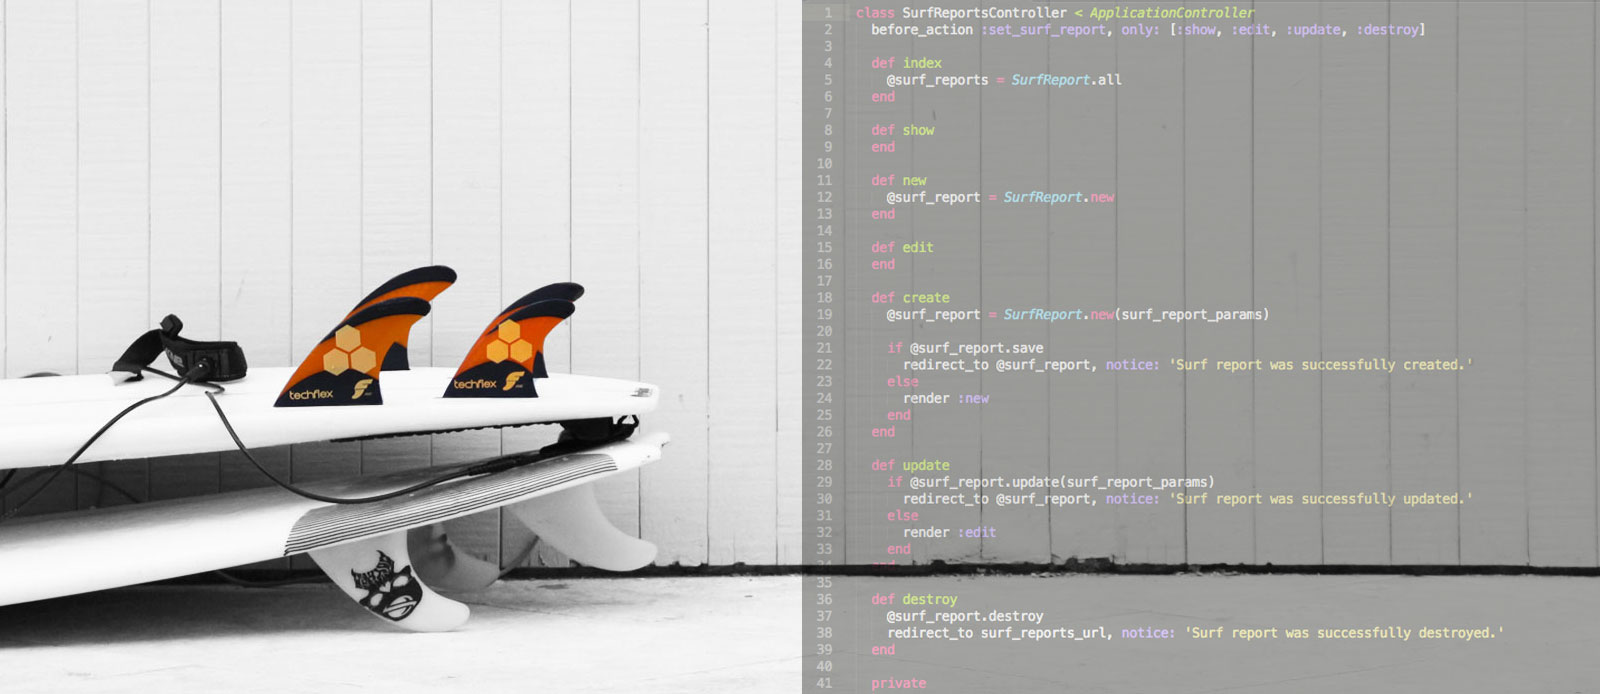 techflex
techflex
1 class SurfReportsController < ApplicationController
2 before_action :set_surf_report, only: [:show, :edit, :update, :destroy]
3
4 def index
5 @surf_reports = SurfReport.all
6 end
7
8 def show
9 end
10
11 def new
12 @surf_report = SurfReport.new
13 end
14
15 def edit
16 end
17
18 def create
19 @surf_report = SurfReport.new(surf_report_params)
20
21 if @surf_report.save
22 redirect_to @surf_report, notice: 'Surf report was successfully created.'
23 else
24 render :new
25 end
26 end
27
28 def update
29 if @surf_report.update(surf_report_params)
30 redirect_to @surf_report, notice: 'Surf report was successfully updated.'
31 else
32 render :edit
33 end
34 end
35
36 def destroy
37 @surf_report.destroy
38 redirect_to surf_reports_url, notice: 'Surf report was successfully destroyed.'
39 end
40
41 private